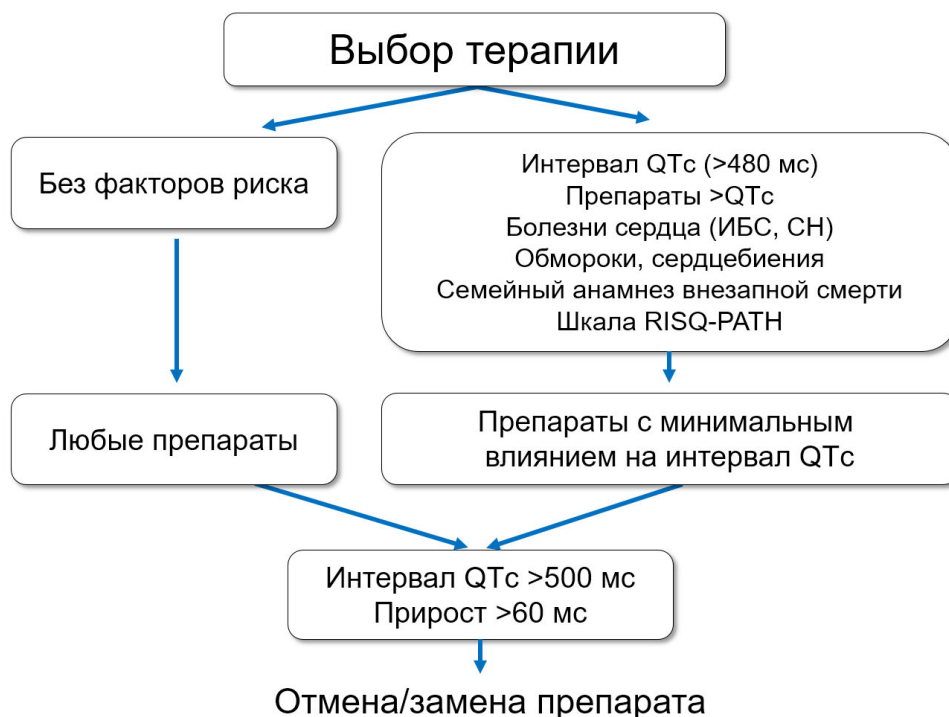 Выбор терапии
Без факторов риска
Интервал QTc (>480 мс)
Препараты >QTc
Болезни сердца (ИБС, СН)
Обмороки, сердцебиения
Семейный анамнез внезапной смерти
Шкала RISQ-PATH
Любые препараты
Препараты с минимальным
влиянием на интервал QTc
Интервал QTc >500 мс
Прирост >60 мс
Отмена/замена препарата